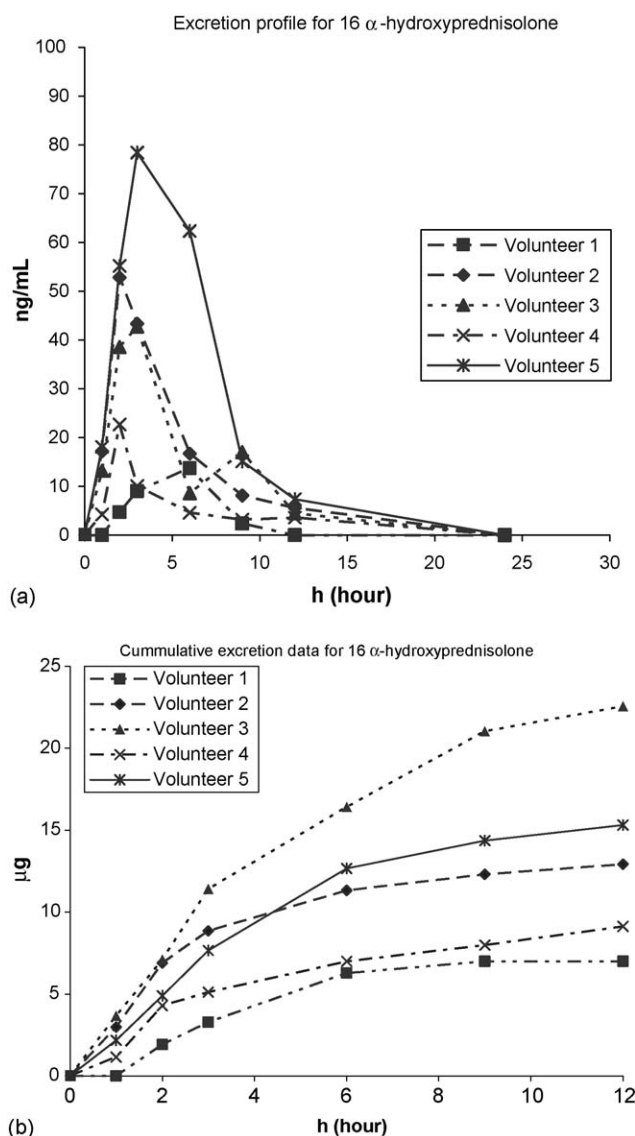 Excretion profile for 16 α-hydroxyprednisolone
100
90
80
70
60
50
40
30
20
10
0
ng/mL
Volunteer 1
Volunteer 2
Volunteer 3
Volunteer 4
Volunteer 5
0 5 10 15 20 25 30
(a) h (hour)
Cummulative excretion data for 16 α-hydroxyprednisolone
25
20
15
10
5
0
μg
Volunteer 1
Volunteer 2
Volunteer 3
Volunteer 4
Volunteer 5
0 2 4 6 8 10 12
(b) h (hour)